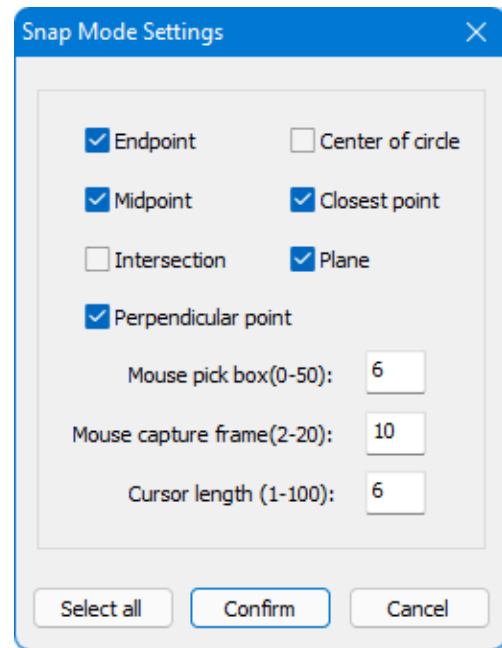 Snap Mode Settings
Endpoint Center of circle
Midpoint Closest point
Intersection Plane
Perpendicular point
Mouse pick box(0-50): 6
Mouse capture frame(2-20): 10
Cursor length (1-100): 6
Select all Confirm Cancel